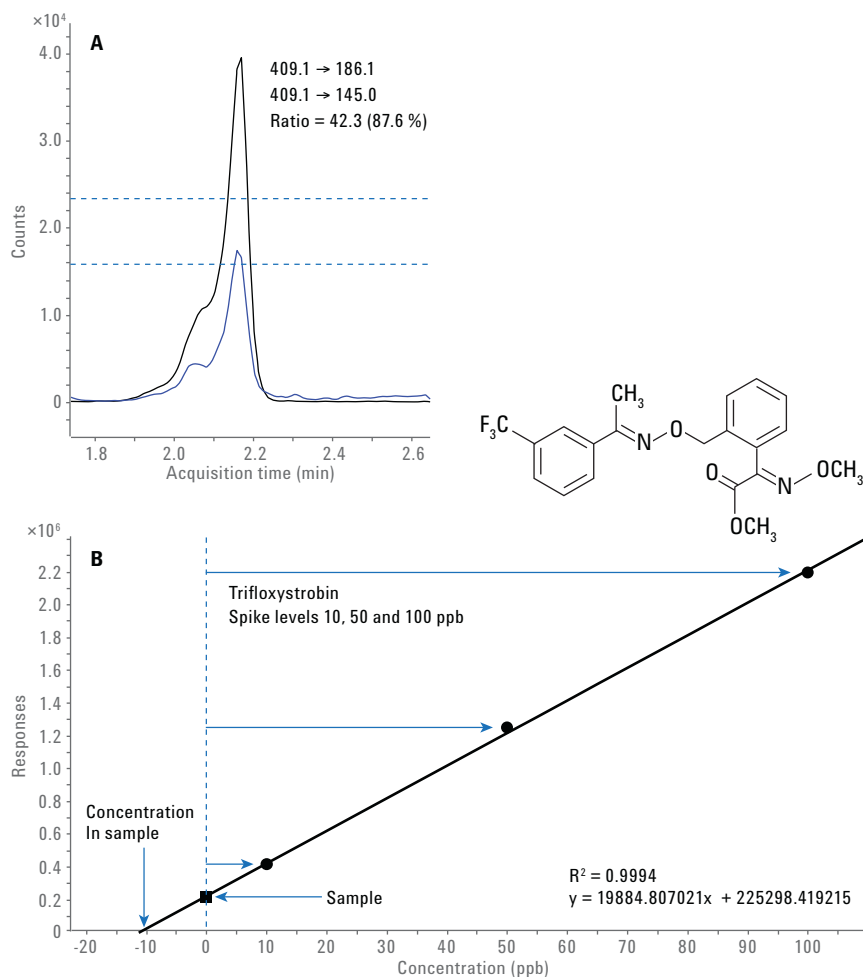 ×10⁴
A
4.0
3.0
2.0
1.0
0
Counts
409.1 → 186.1
409.1 → 145.0
Ratio = 42.3 (87.6 %)
1.8
2.0
2.2
2.4
2.6
Acquisition time (min)
F₃C
CH₃
N
O
O
N
OCH₃
OCH₃
×10⁶
B
2.2
2.0
1.8
1.6
1.4
1.2
1.0
0.8
0.6
0.4
0.2
0
Responses
Trifloxystrobin
Spike levels 10, 50 and 100 ppb
Concentration
In sample
Sample
R² = 0.9994
y = 19884.807021x + 225298.419215
-20
-10
0
10
20
30
40
50
60
70
80
90
100
Concentration (ppb)